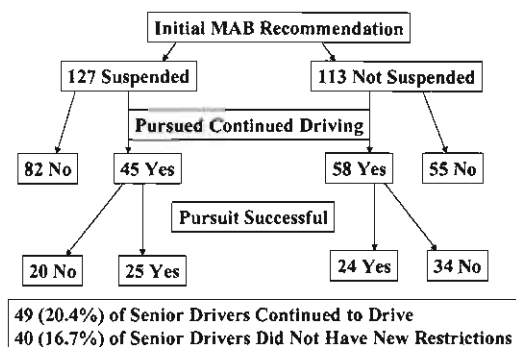 Initial MAB Recommendation
127 Suspended 113 Not Suspended
Pursued Continued Driving
82 No 45 Yes 58 Yes 55 No
Pursuit Successful
20 No 25 Yes 24 Yes 34 No
49 (20.4%) of Senior Drivers Continued to Drive
40 (16.7%) of Senior Drivers Did Not Have New Restrictions